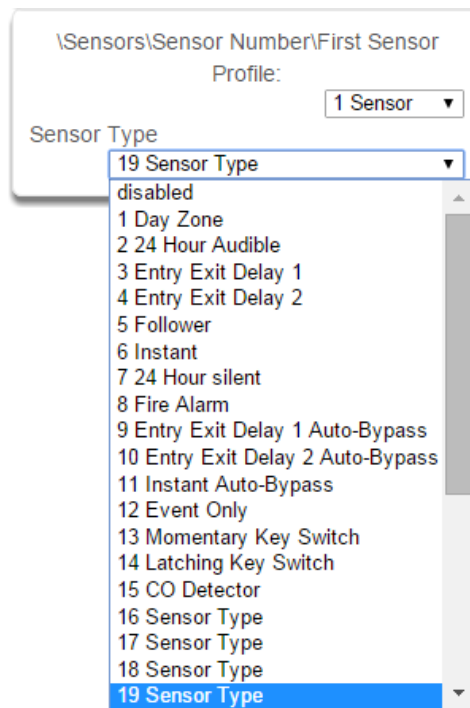 \Sensors\Sensor Number\First Sensor
Profile:
1 Sensor
Sensor Type
19 Sensor Type
disabled
1 Day Zone
2 24 Hour Audible
3 Entry Exit Delay 1
4 Entry Exit Delay 2
5 Follower
6 Instant
7 24 Hour silent
8 Fire Alarm
9 Entry Exit Delay 1 Auto-Bypass
10 Entry Exit Delay 2 Auto-Bypass
11 Instant Auto-Bypass
12 Event Only
13 Momentary Key Switch
14 Latching Key Switch
15 CO Detector
16 Sensor Type
17 Sensor Type
18 Sensor Type
19 Sensor Type